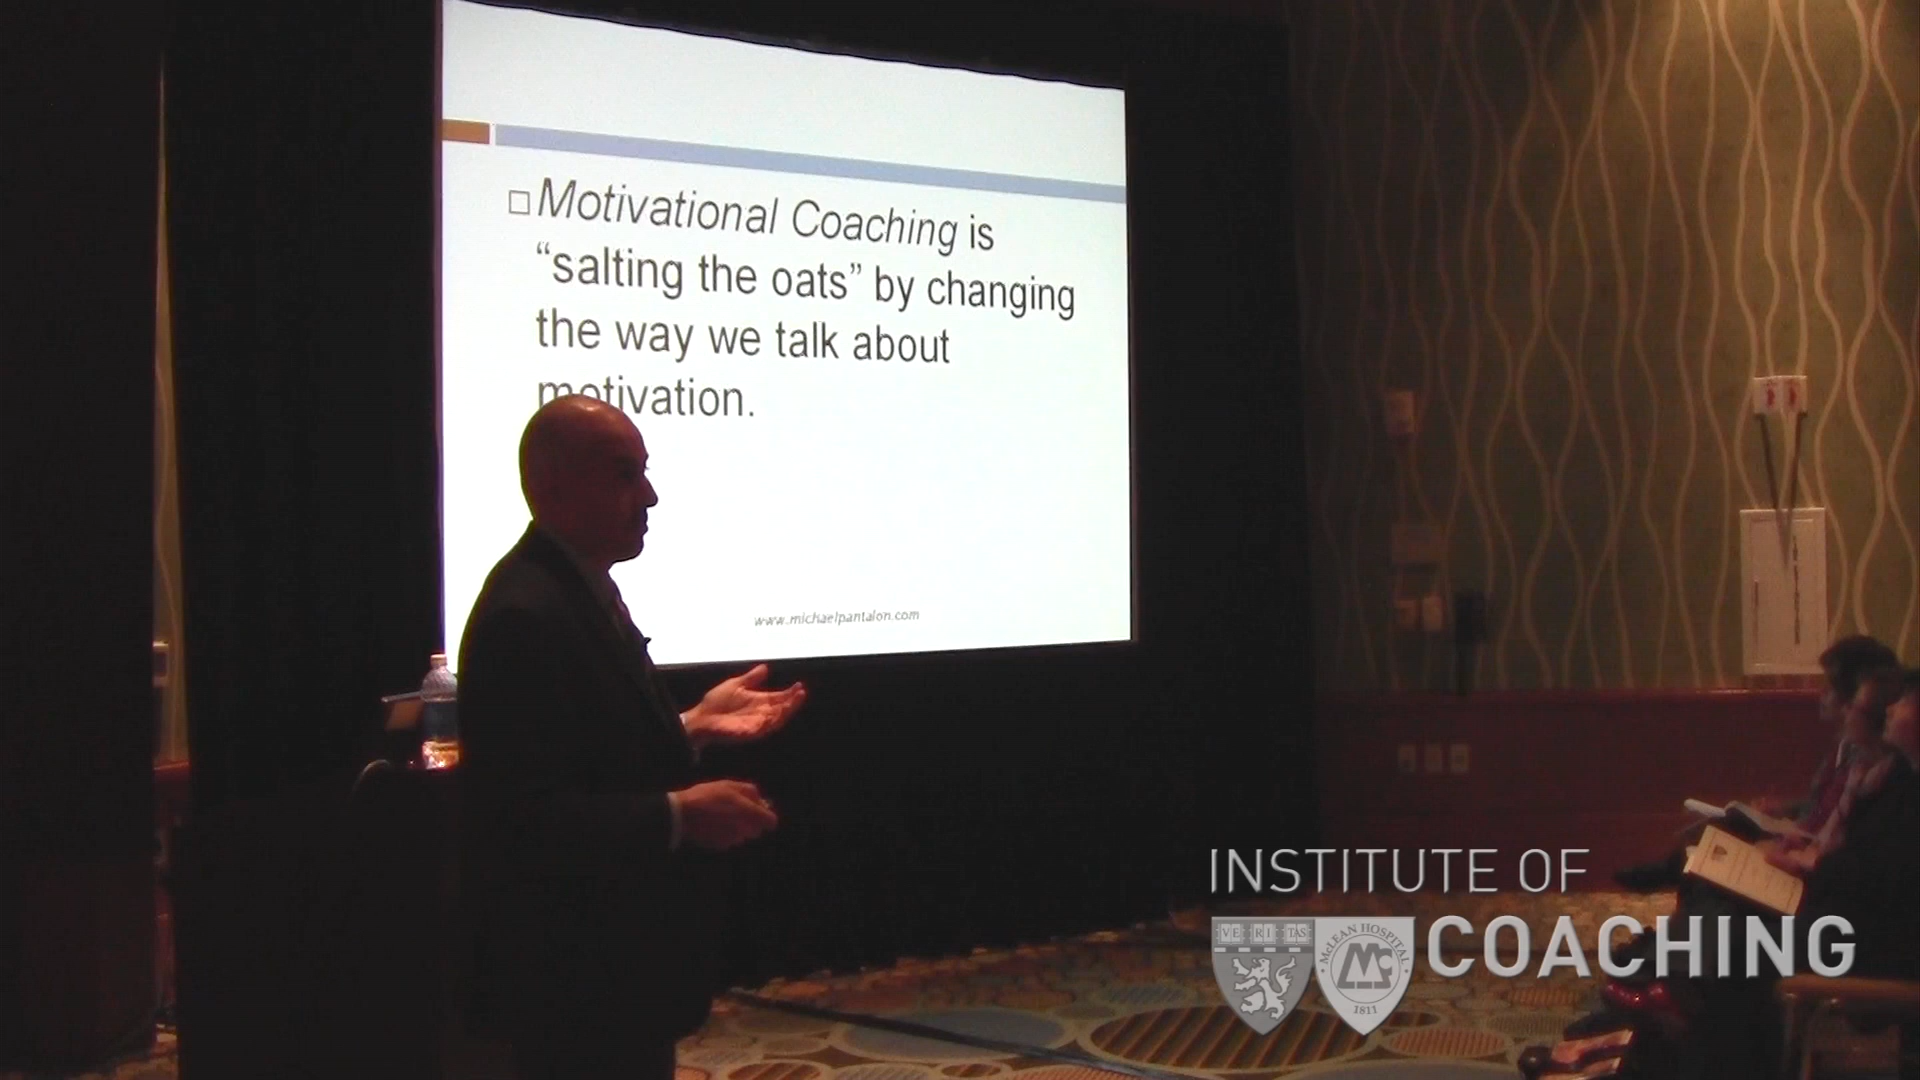 Motivational Coaching is
“salting the oats” by changing
the way we talk about
motivation.
www.michaelpantalon.com
INSTITUTE OF
COACHING
VE RI TAS
McLEAN HOSPITAL
1811